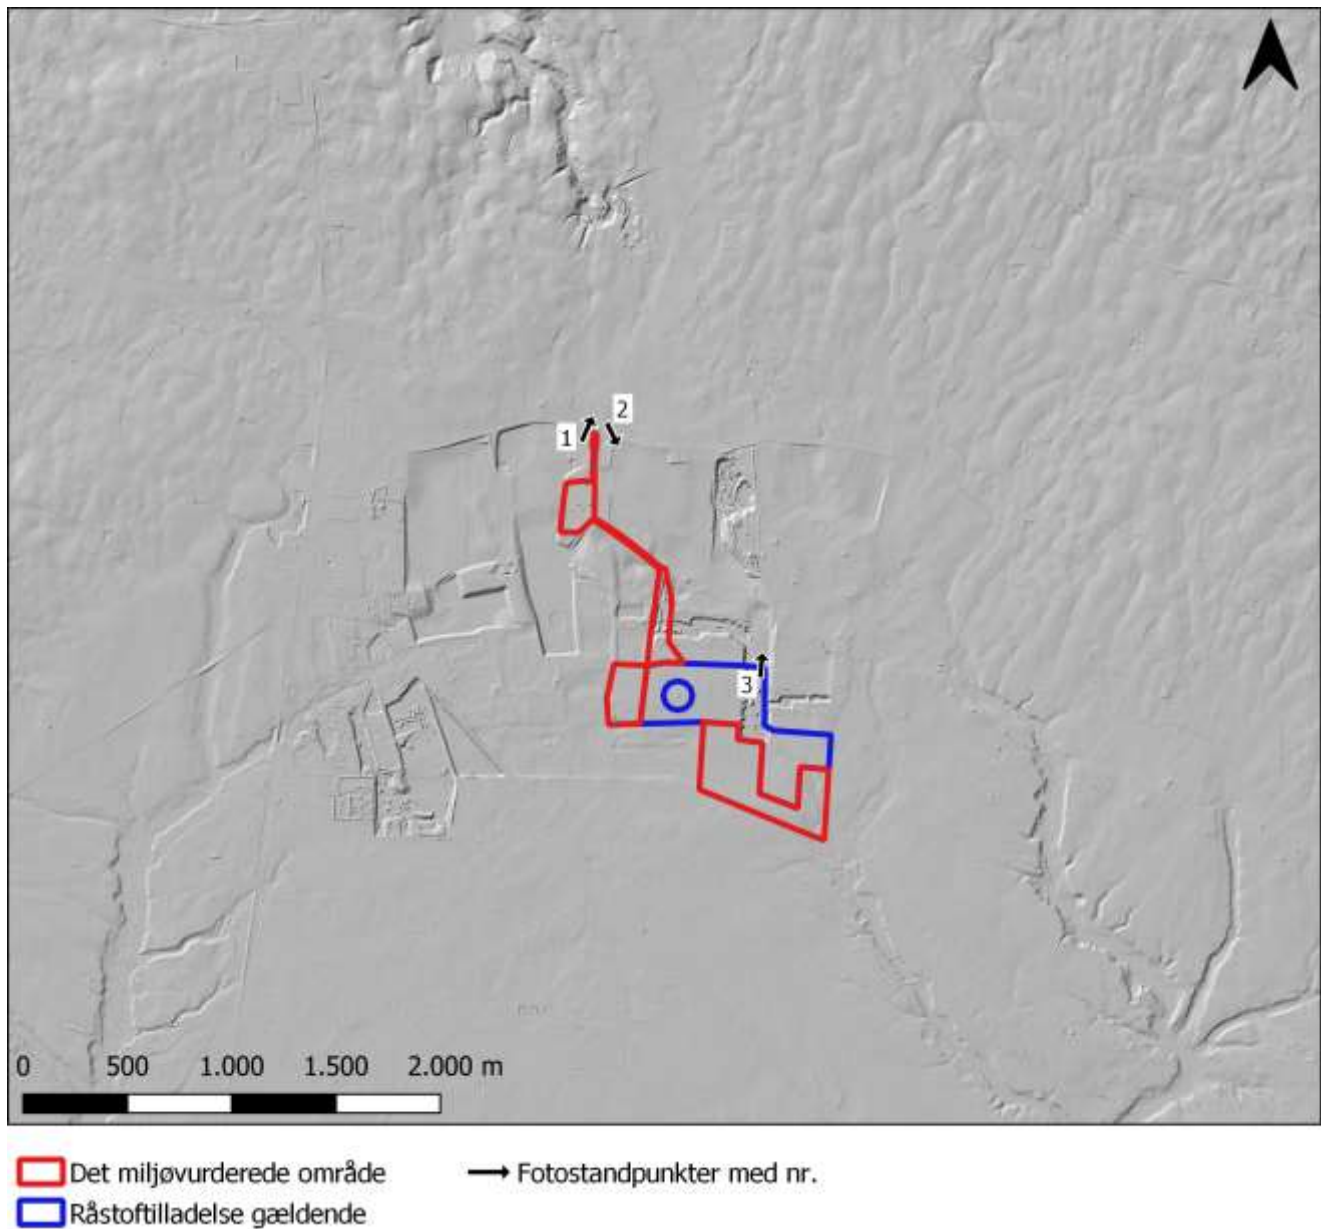 2
1
3
0 500 1.000 1.500 2.000 m
Det miljøvurderede område
Fotostandpunkter med nr.
Råstoftilladelse gældende